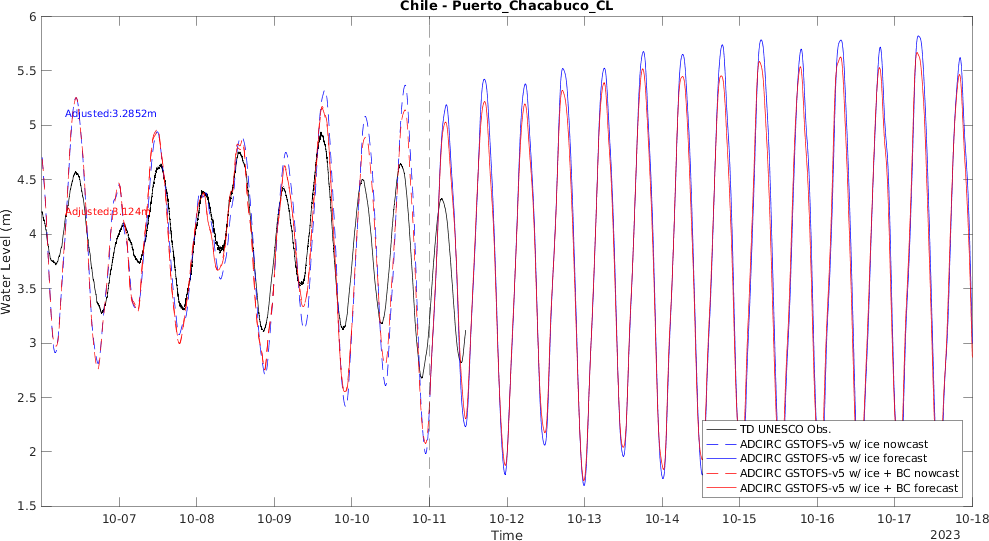 Chile - Puerto_Chacabuco_CL
Water Level (m)
6
5.5
5
4.5
4
3.5
3
2.5
2
1.5
Adjusted:3.2852m
Adjusted:3.124m
TD UNESCO Obs.
ADCIRC GSTOFS-v5 w/ ice nowcast
ADCIRC GSTOFS-v5 w/ ice forecast
ADCIRC GSTOFS-v5 w/ ice + BC nowcast
ADCIRC GSTOFS-v5 w/ ice + BC forecast
10-07 10-08 10-09 10-10 10-11 10-12 10-13 10-14 10-15 10-16 10-17 10-18
Time
2023